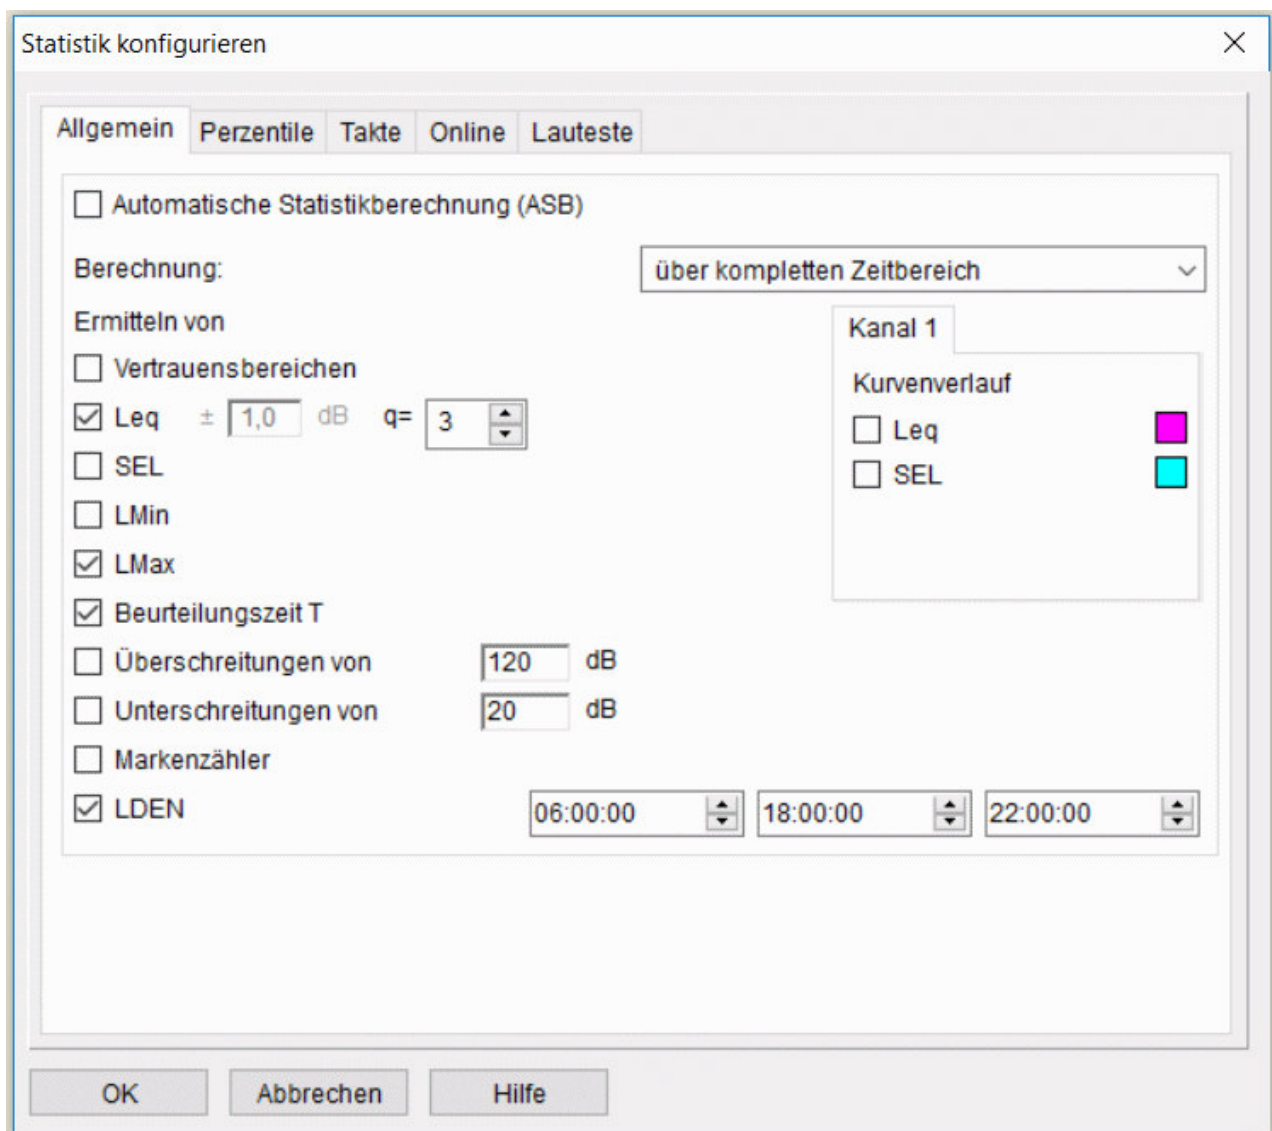 Statistik konfigurieren
Allgemein Perzentile Takte Online Lauteste
Automatische Statistikberechnung (ASB)
Berechnung: über kompletten Zeitbereich
Ermitteln von
Kanal 1
Vertrauensbereichen
Kurvenverlauf
Leq ± 1,0 dB q= 3
Leq
SEL
SEL
LMin
LMax
Beurteilungszeit T
Überschreitungen von 120 dB
Unterschreitungen von 20 dB
Markenzähler
LDEN 06:00:00 18:00:00 22:00:00
OK Abbrechen Hilfe